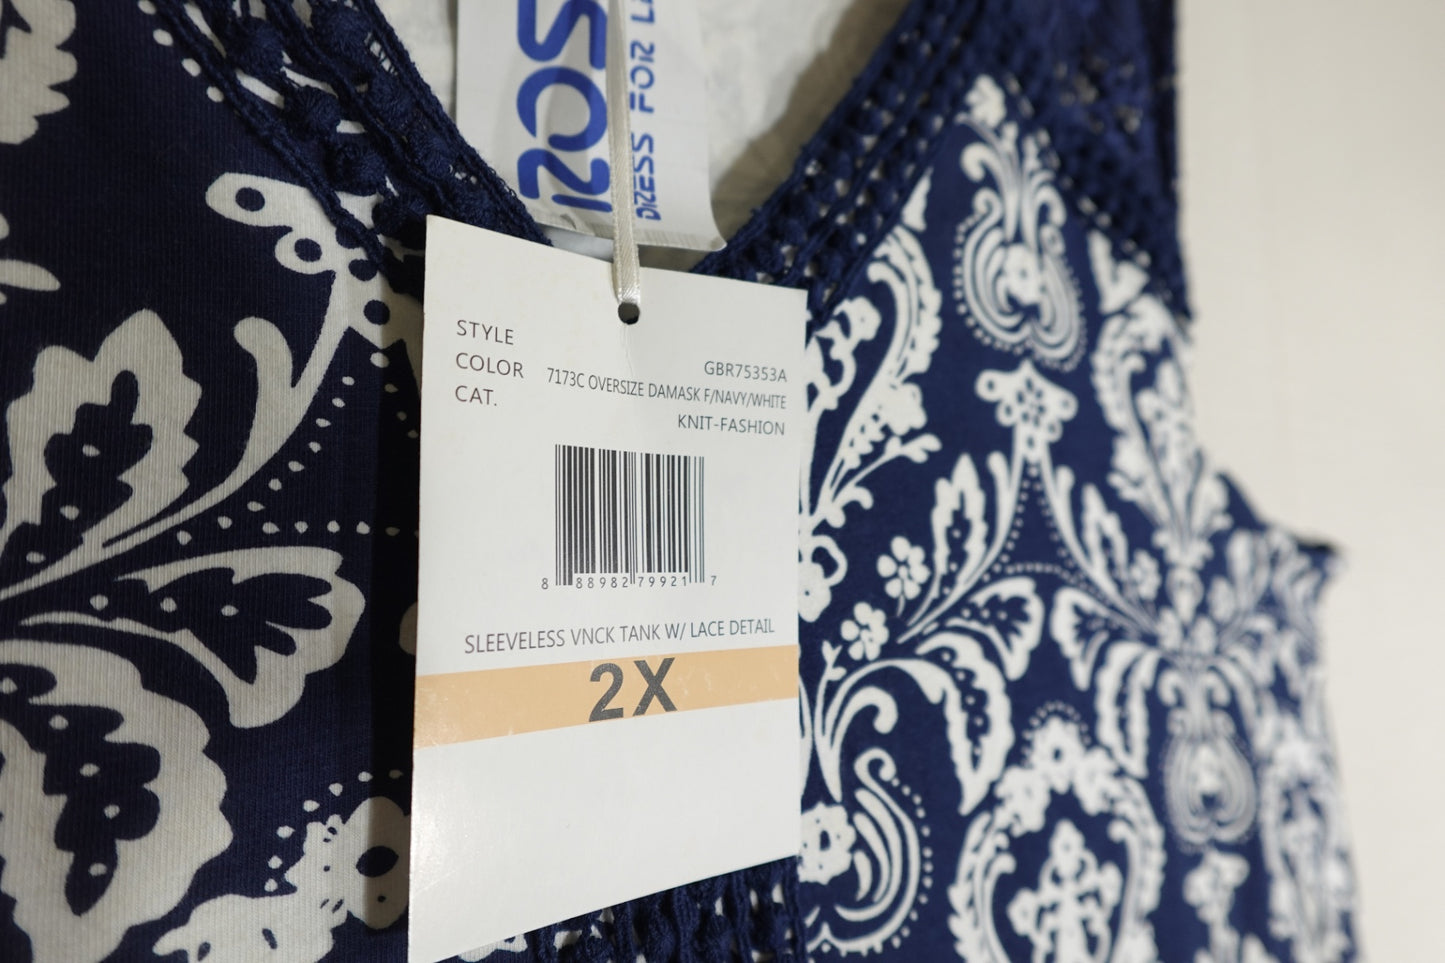 ROSS
DRESS FOR L
STYLE GBR75353A
COLOR 7173C OVERSIZE DAMASK F/NAVY/WHITE
CAT. KNIT-FASHION
8 88982 79921 7
SLEEVELESS VNCK TANK W/ LACE DETAIL
2X